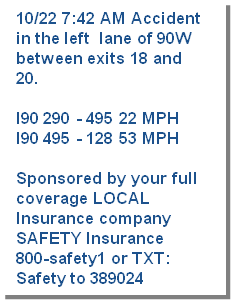 10/22 7:42 AM Accident
in the left lane of 90W
between exits 18 and
20.
I90 290 - 495 22 MPH
I90 495 - 128 53 MPH
Sponsored by your full
coverage LOCAL
Insurance company
SAFETY Insurance
800-safety1 or TXT:
Safety to 389024